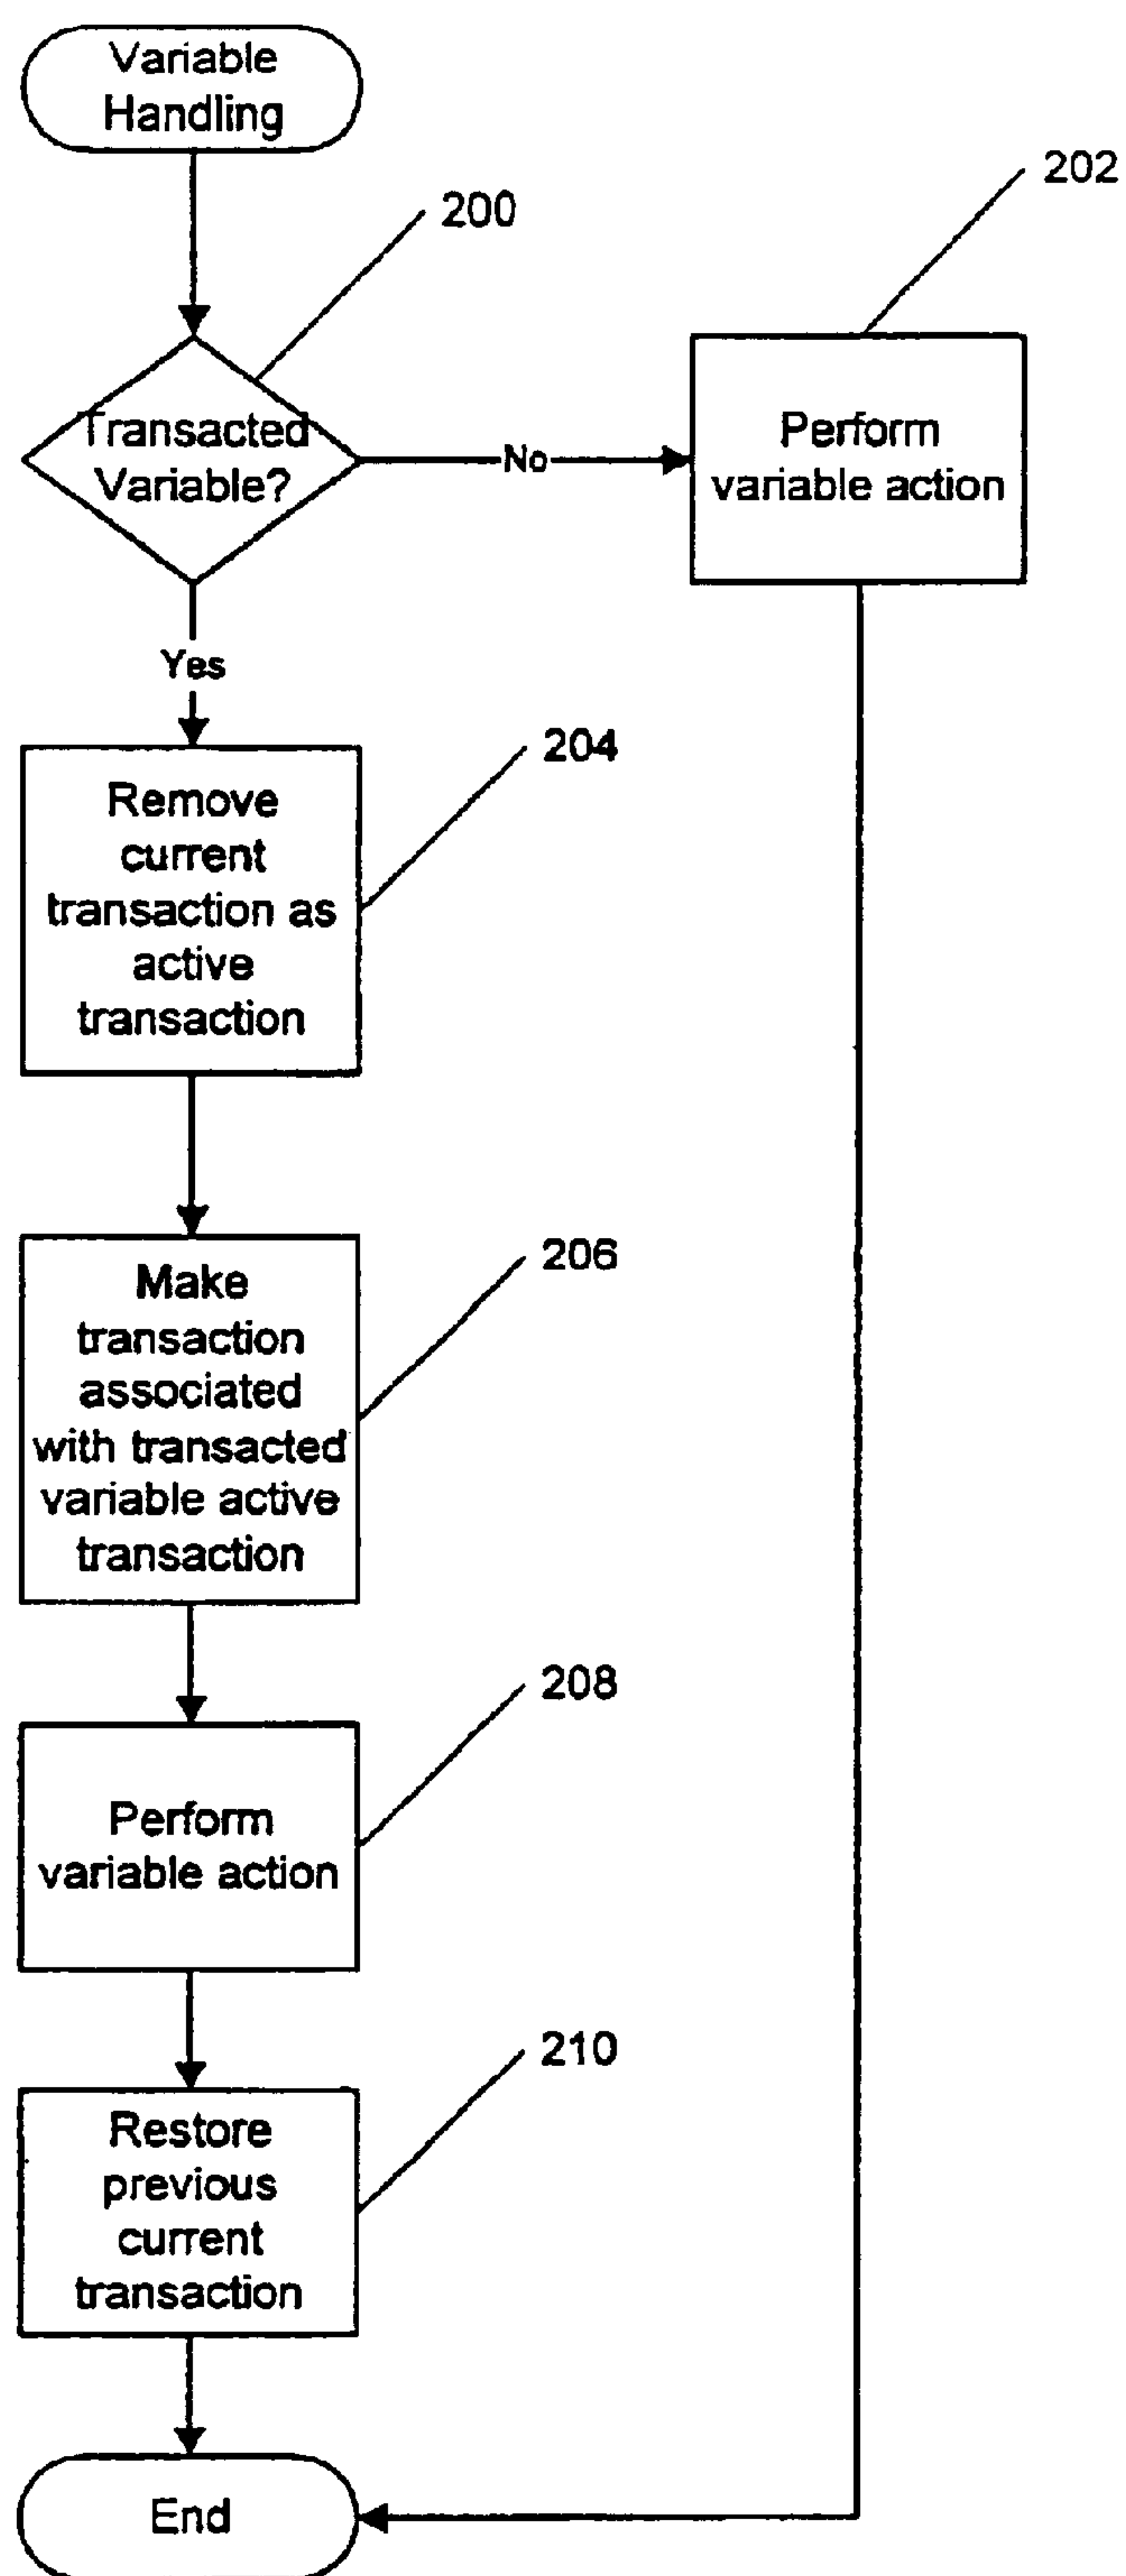 Variable
Handling
200
202
Transacted
Variable?
No
Perform
variable action
Yes
204
Remove
current
transaction as
active
transaction
206
Make
transaction
associated
with transacted
variable active
transaction
208
Perform
variable action
210
Restore
previous
current
transaction
End